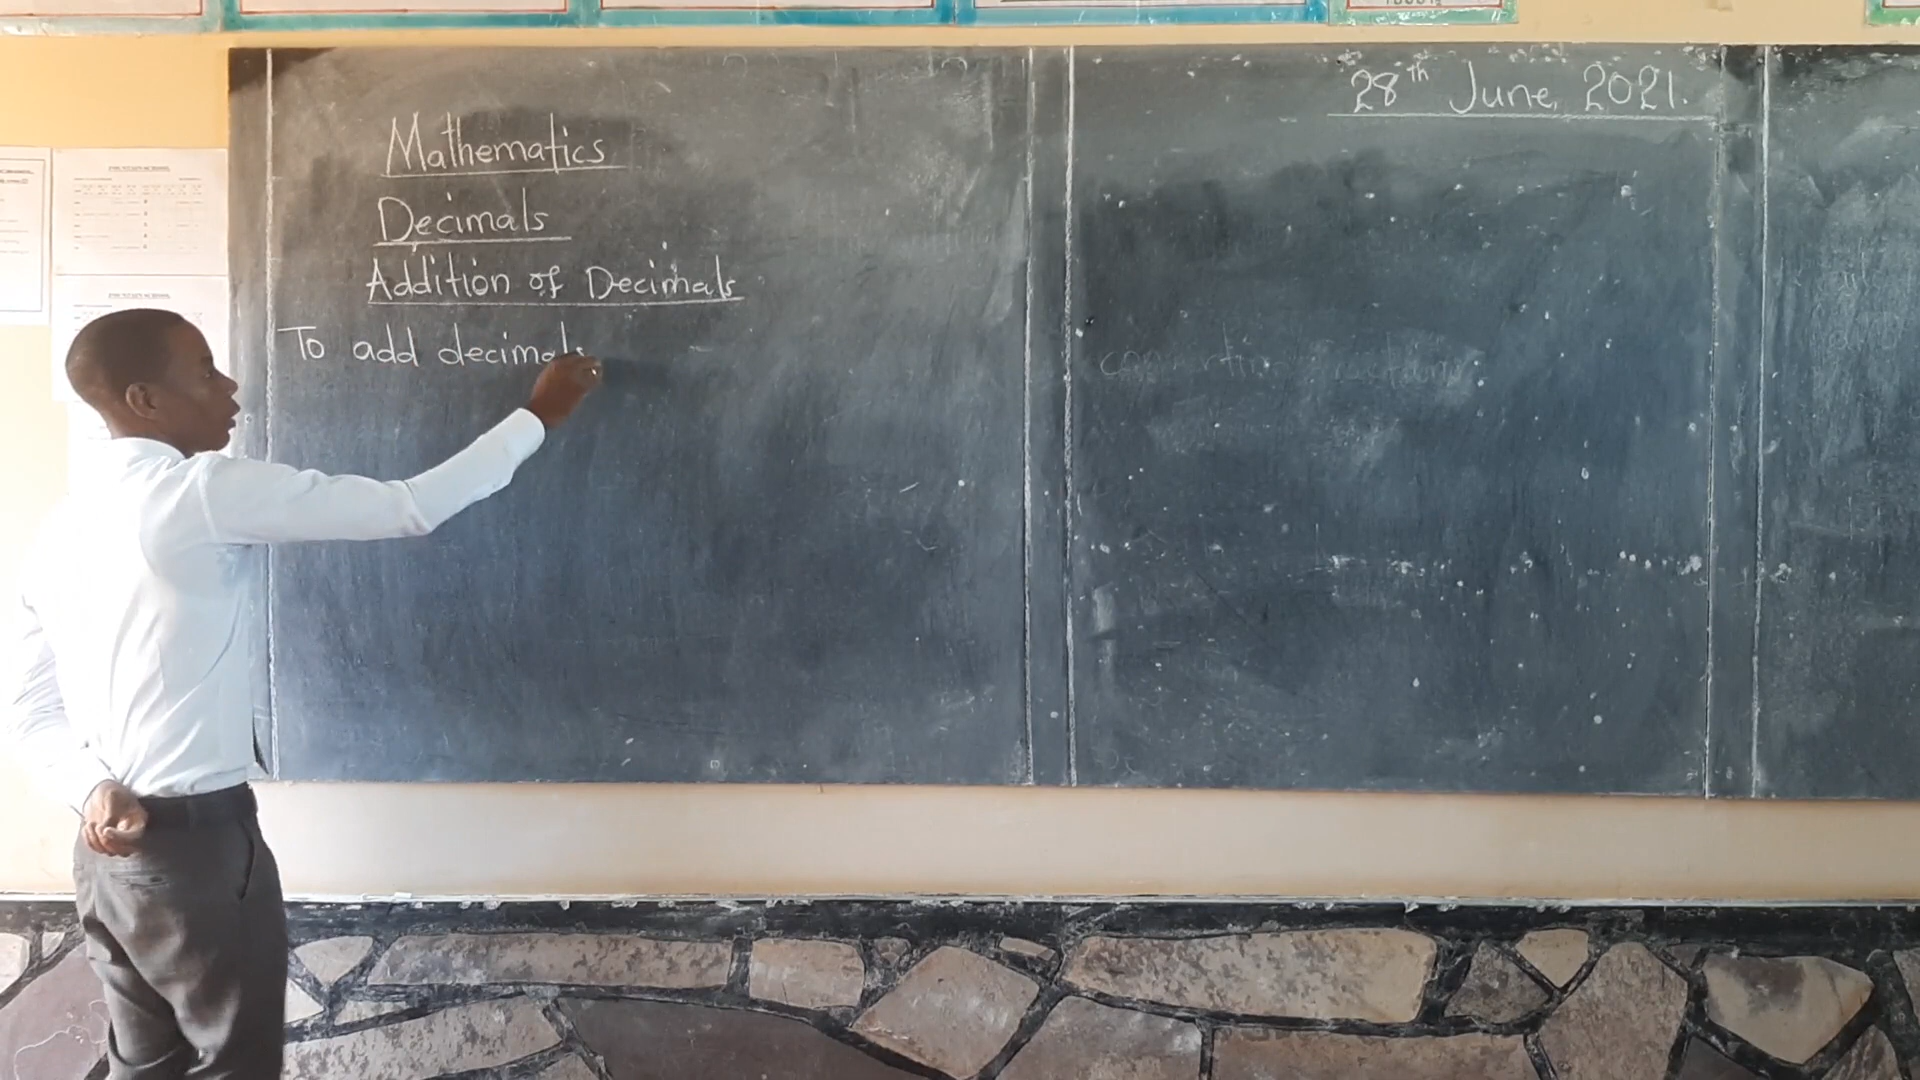 Mathematics
Decimals
Addition of Decimals
To add decimals
28th June, 2021.